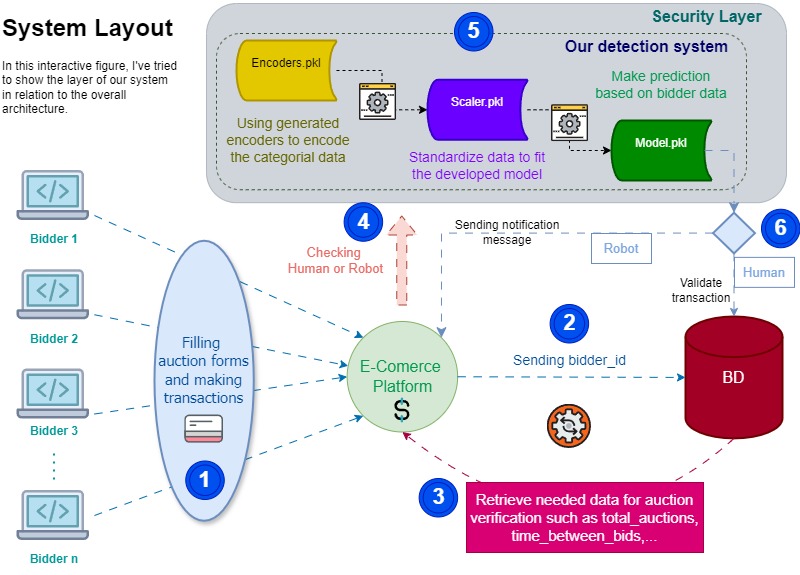 System Layout
In this interactive figure, I've tried
to show the layer of our system
in relation to the overall
architecture.
Security Layer
5
Our detection system
Encoders.pkl
Scaler.pkl
Model.pkl
Make prediction
based on bidder data
Using generated
encoders to encode
the categorial data
Standardize data to fit
the developed model
Bidder 1
Bidder 2
Bidder 3
Bidder n
Filling
auction forms
and making
transactions
1
4
Checking
Human or Robot
Sending notification
message
Robot
6
Human
Validate
transaction
E-Comerce
Platform
$
2
Sending bidder_id
BD
3
Retrieve needed data for auction
verification such as total_auctions,
time_between_bids,...